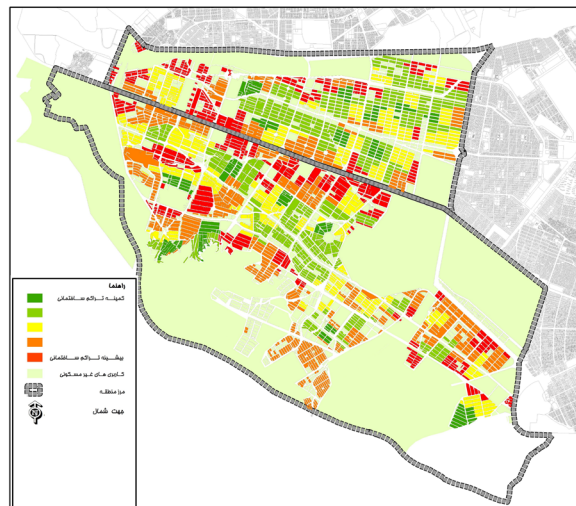 راهنما
کمینه تراکم ساختمانی
بیشینه تراکم ساختمانی
کاربری های غیر مسکونی
مرز منطقه
جهت شمال